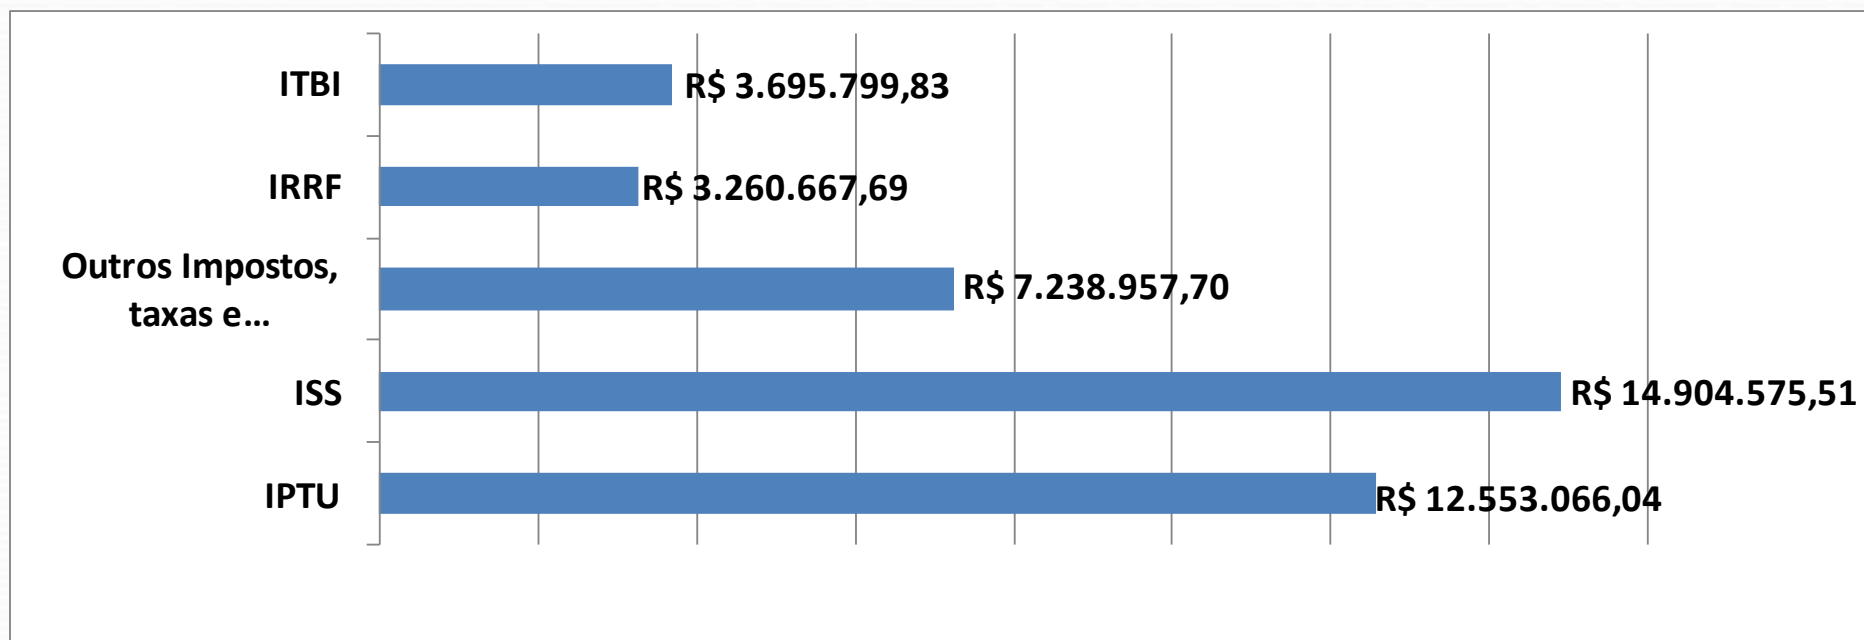 ITBI
R$ 3.695.799,83
IRRF
R$ 3.260.667,69
Outros Impostos,
taxas e...
R$ 7.238.957,70
ISS
R$ 14.904.575,51
IPTU
R$ 12.553.066,04